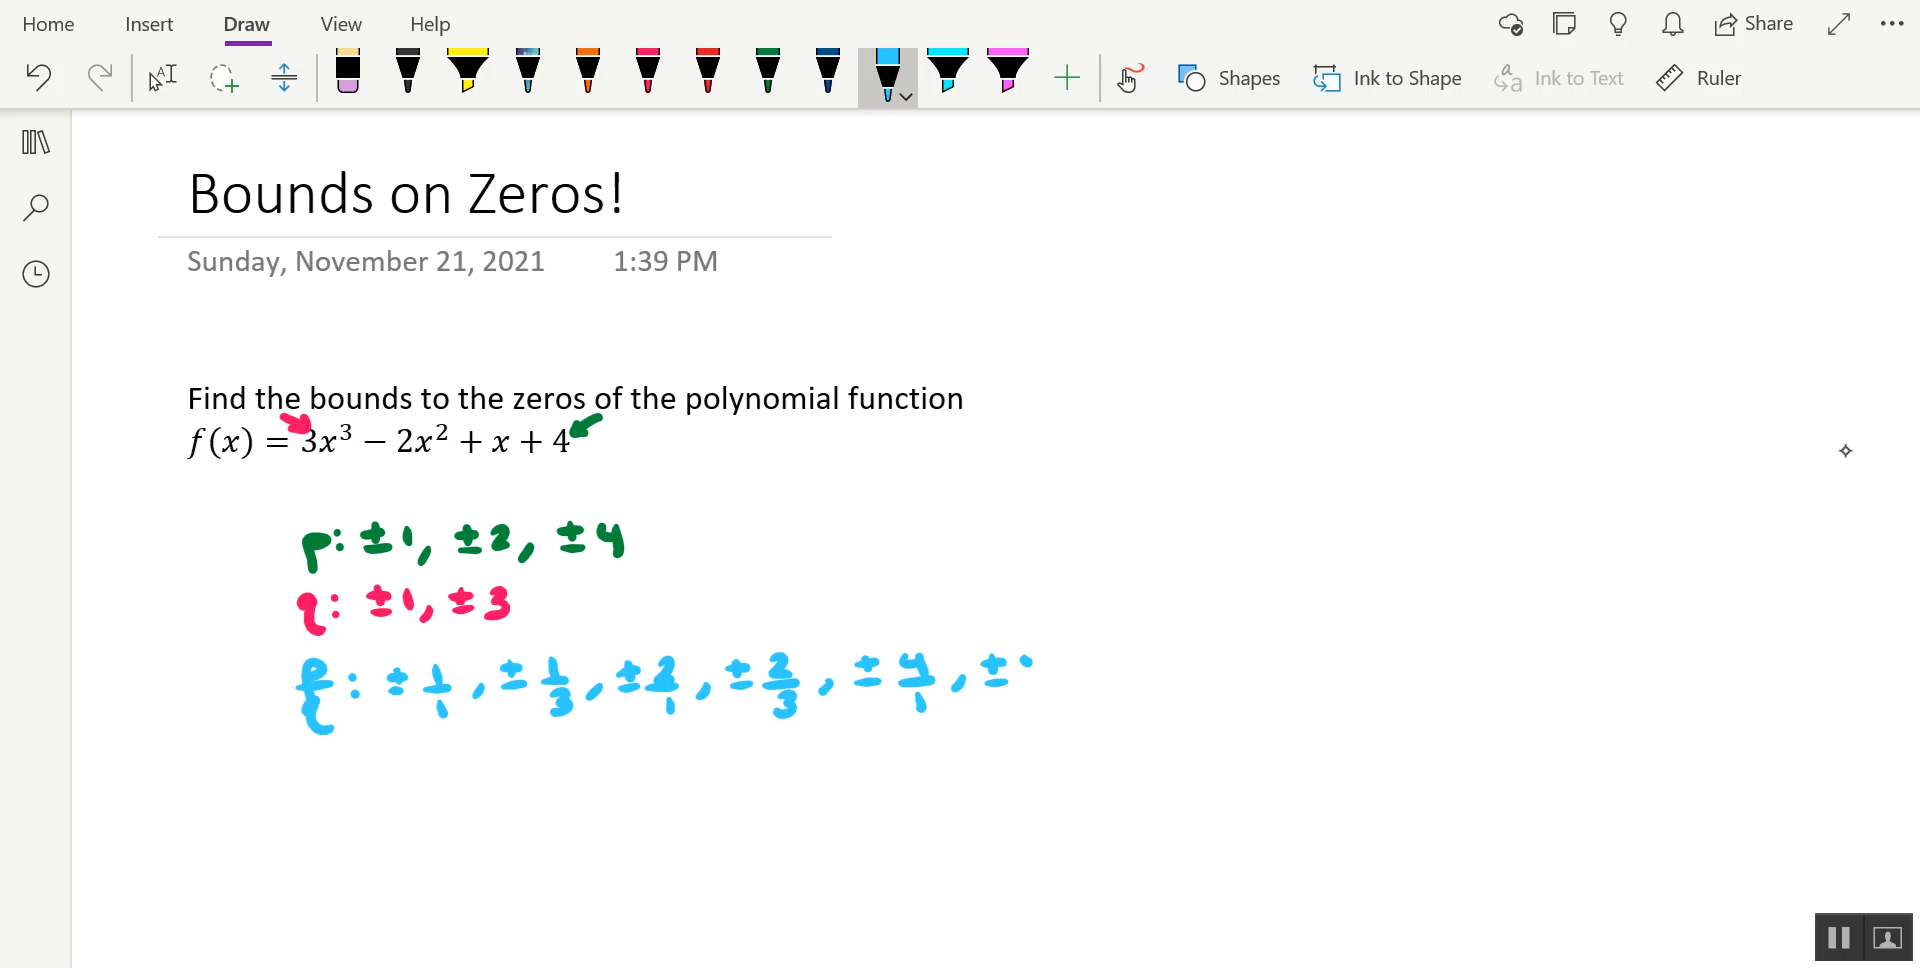 Home Insert Draw View Help Share
Shapes Ink to Shape Ink to Text Ruler
Bounds on Zeros!
Sunday, November 21, 2021 1:39 PM
Find the bounds to the zeros of the polynomial function
f(x) = 3x³ − 2x² + x + 4
p: ±1, ±2, ±4
q: ±1, ±3
p/q: ± 1/1, ± 1/3, ± 2/1, ± 2/3, ± 4/1, ±